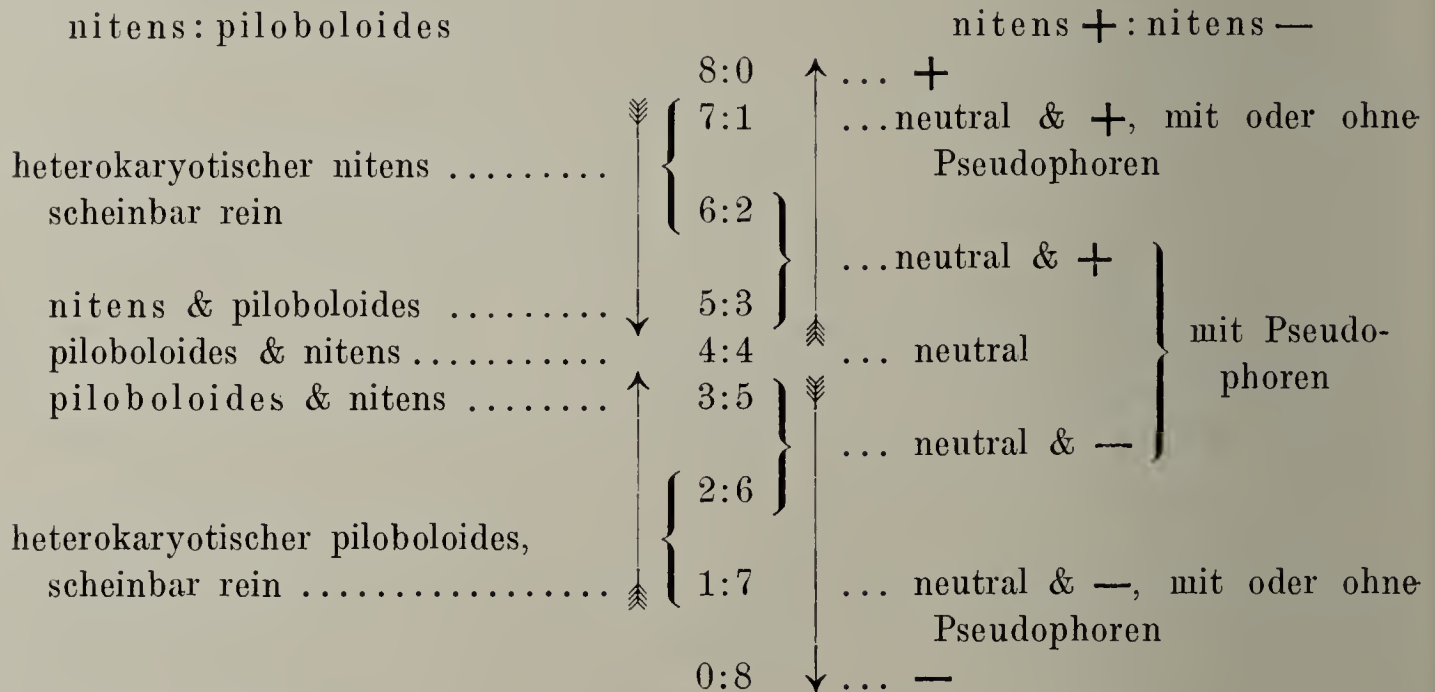 nitens: piloboloides nitens +: nitens —
8:0 ... +
7:1 ...neutral & +, mit oder ohne
heterokaryotischer nitens ......... Pseudophoren
scheinbar rein 6:2
...neutral & +
nitens & piloboloides ......... 5:3
mit Pseudo-
piloboloides & nitens ........... 4:4 ... neutral
phoren
piloboloides & nitens ........ 3:5
... neutral & —
2:6
heterokaryotischer piloboloides,
scheinbar rein ................. 1:7 ... neutral & —, mit oder ohne
Pseudophoren
0:8 ... —